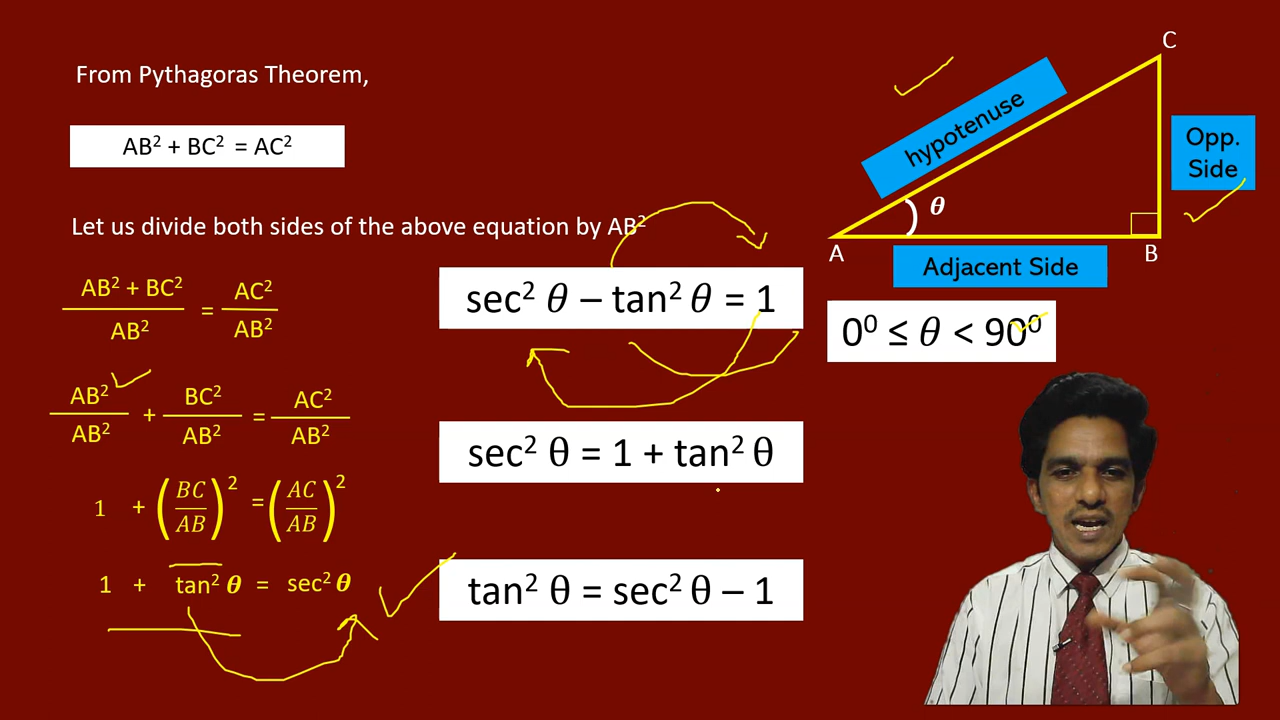 From Pythagoras Theorem,
AB² + BC² = AC²
Let us divide both sides of the above equation by AB²
AB² + BC² / AB² = AC² / AB²
AB² / AB² + BC² / AB² = AC² / AB²
1 + (BC / AB)² = (AC / AB)²
1 + tan² θ = sec² θ
sec² θ – tan² θ = 1
sec² θ = 1 + tan² θ
tan² θ = sec² θ – 1
C
hypotenuse
Opp.
Side
θ
A
B
Adjacent Side
0⁰ ≤ θ < 90⁰